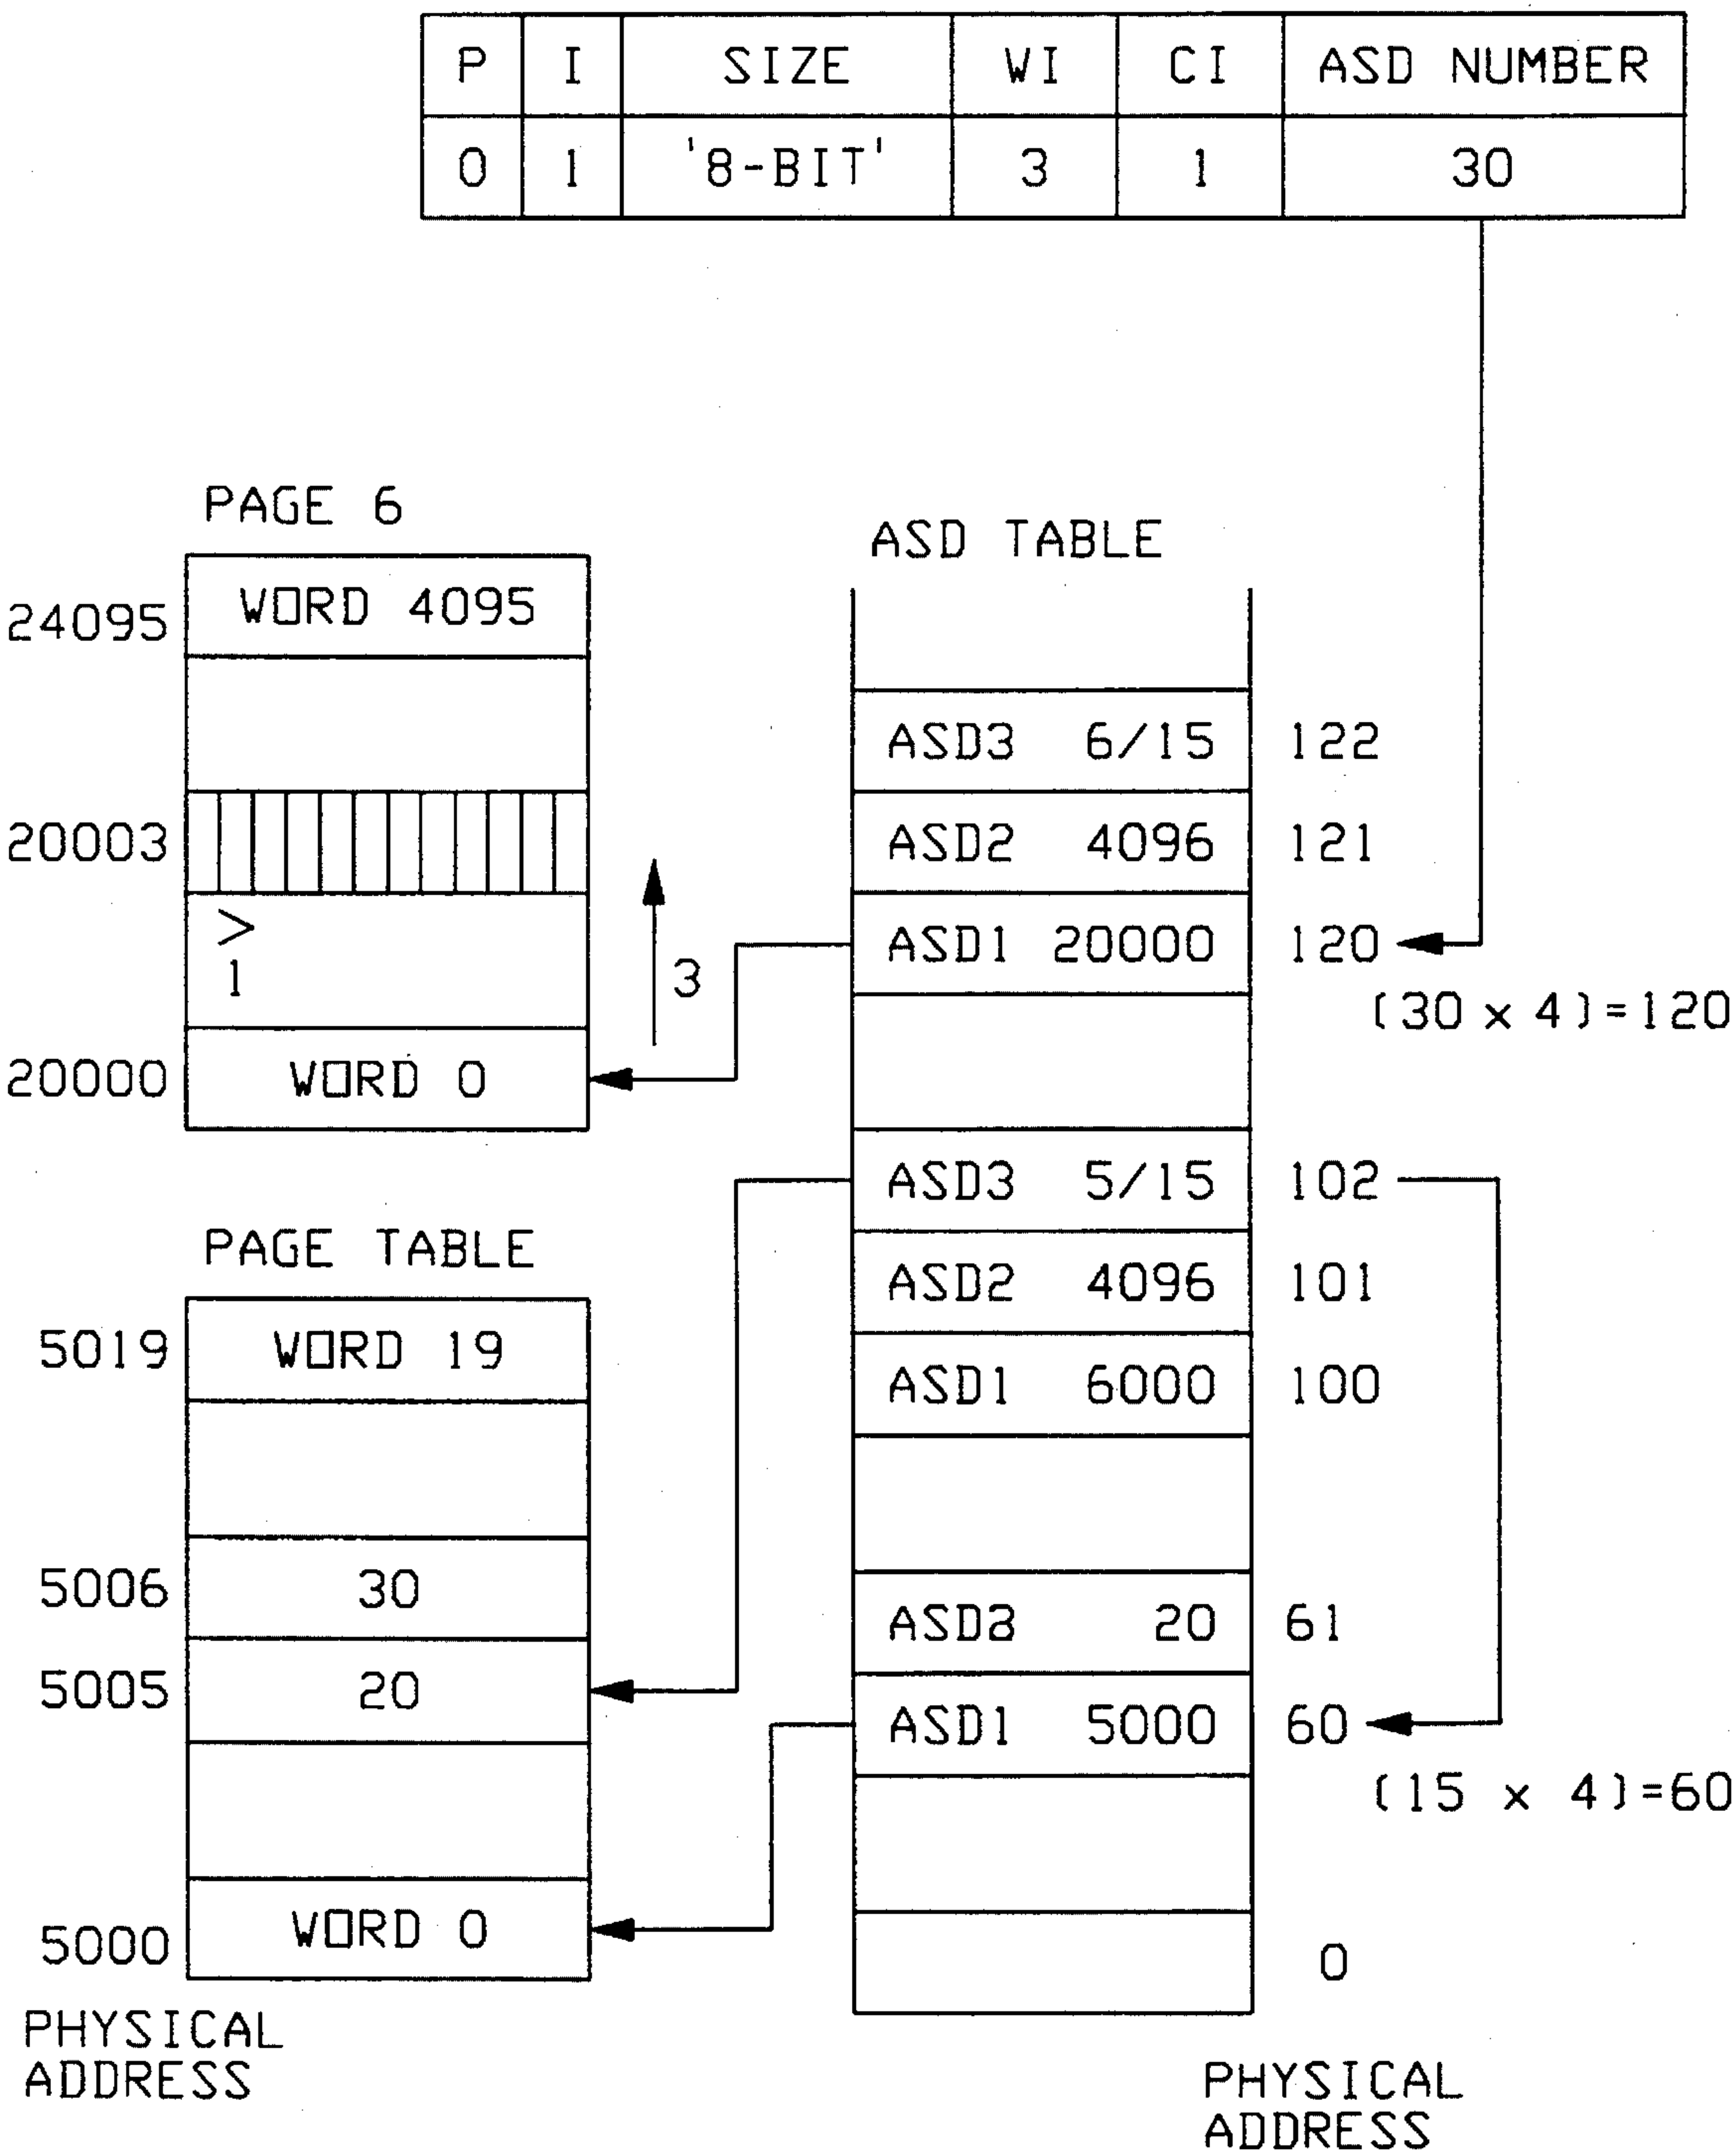 P I SIZE WI CI ASD NUMBER
0 1 '8-BIT' 3 1 30
PAGE 6
24095 WORD 4095
20003
>
1
3
20000 WORD 0
PAGE TABLE
5019 WORD 19
5006 30
5005 20
5000 WORD 0
PHYSICAL
ADDRESS
ASD TABLE
ASD3 6/15 122
ASD2 4096 121
ASD1 20000 120
(30 x 4)=120
ASD3 5/15 102
ASD2 4096 101
ASD1 6000 100
ASD3 20 61
ASD1 5000 60
(15 x 4)=60
0
PHYSICAL
ADDRESS